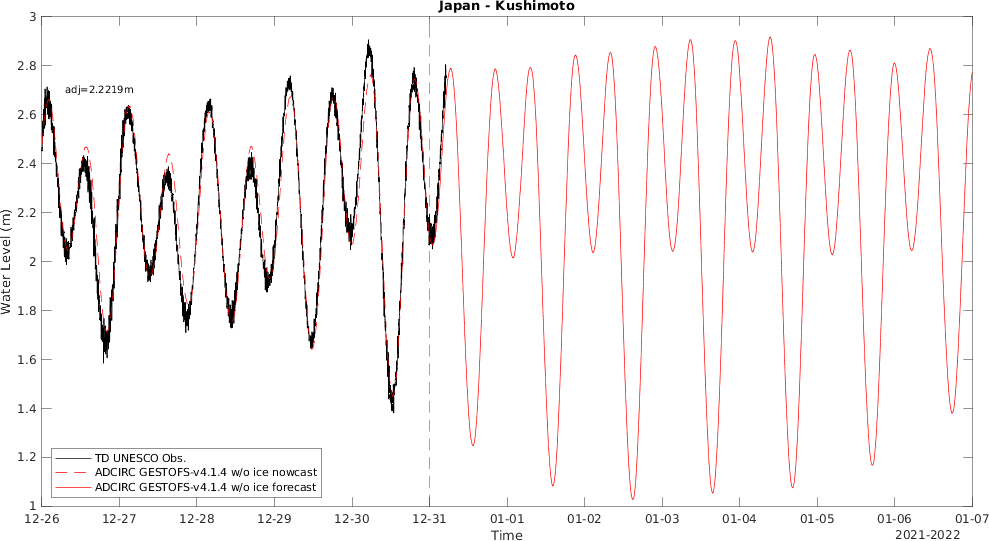 Japan - Kushimoto
3
2.8
2.6
2.4
2.2
2
1.8
1.6
1.4
1.2
1
Water Level (m)
adj=2.2219m
TD UNESCO Obs.
ADCIRC GESTOFS-v4.1.4 w/o ice nowcast
ADCIRC GESTOFS-v4.1.4 w/o ice forecast
12-26 12-27 12-28 12-29 12-30 12-31 01-01 01-02 01-03 01-04 01-05 01-06 01-07
Time
2021-2022